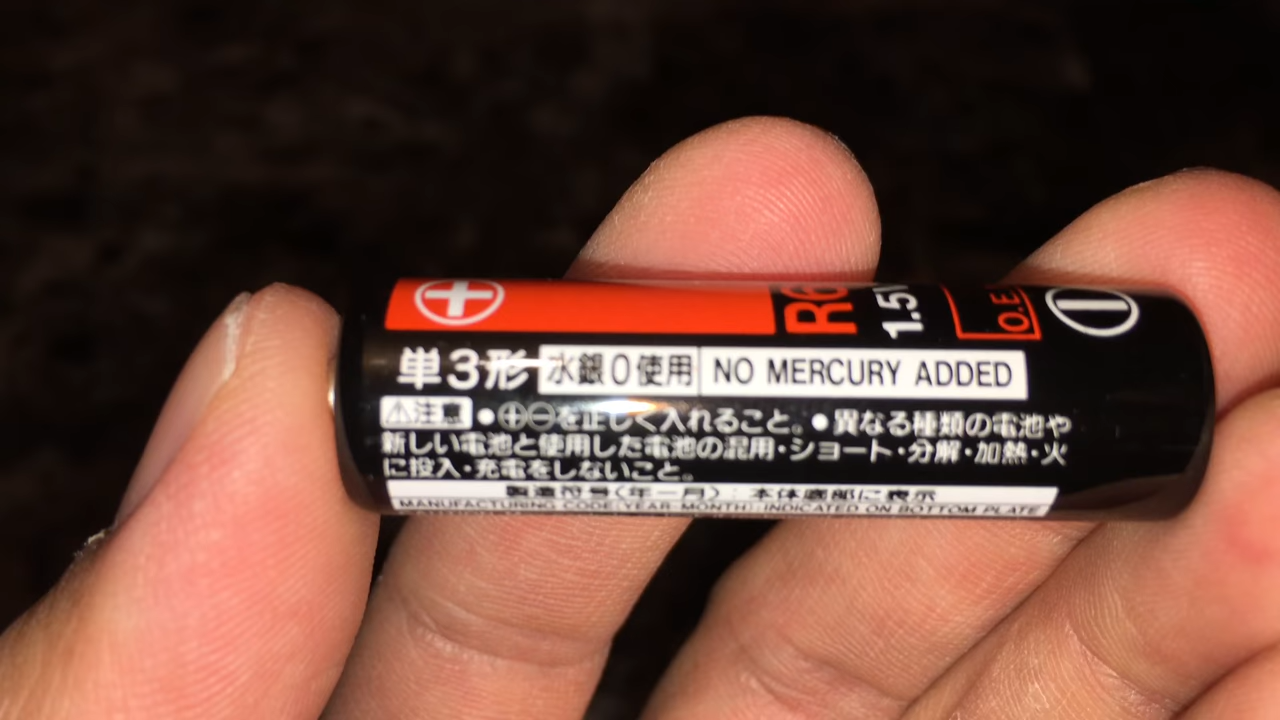 R6
1.5V
O.E.
単3形 水銀0使用 NO MERCURY ADDED
⚠注意 ●⊕⊖を正しく入れること。●異なる種類の電池や
新しい電池と使用した電池の混用・ショート・分解・加熱・火
に投入・充電をしないこと。
製造符号(年-月):本体底部に表示
MANUFACTURING CODE (YEAR-MONTH): INDICATED ON BOTTOM PLATE